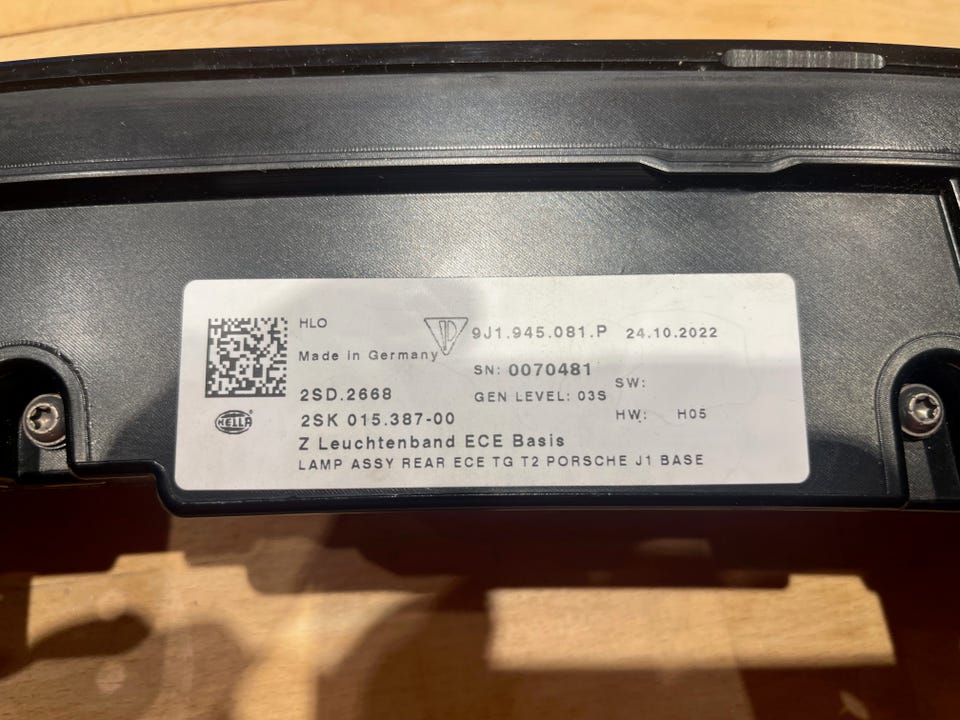 HLO
Made in Germany
9J1.945.081.P 24.10.2022
SN: 0070481
GEN LEVEL: 03S
SW:
HW: H05
2SD.2668
HELLA
2SK 015.387-00
Z Leuchtenband ECE Basis
LAMP ASSY REAR ECE TG T2 PORSCHE J1 BASE